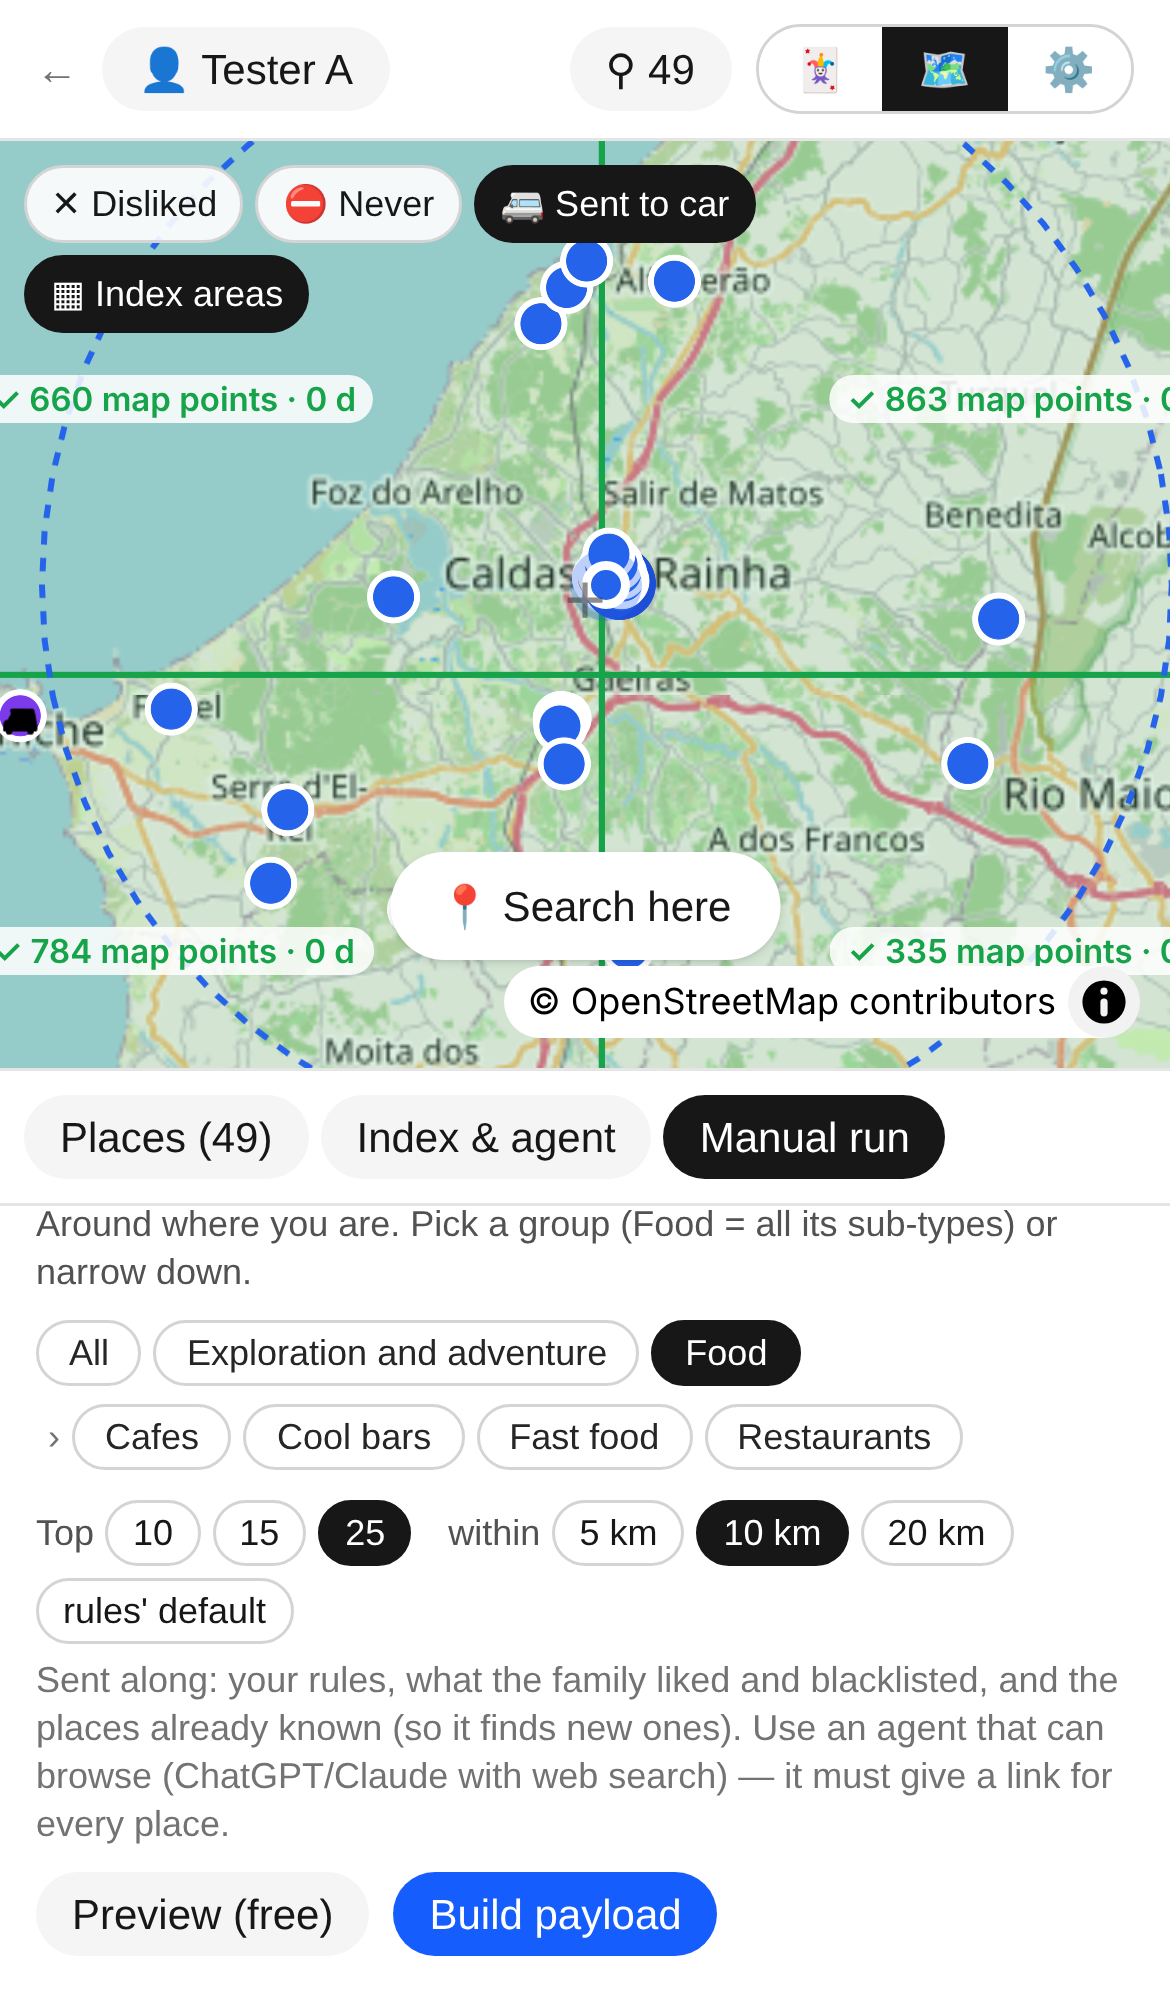 ← 👤 Tester A ⚲ 49 🃏 🗺️ ⚙️
✕ Disliked ⛔ Never 🚐 Sent to car
▦ Index areas
Foz do Arelho
Salir de Matos
Benedita
✓ 660 map points · 0 d
✓ 863 map points ·
Caldas Rainha
Serra d'El-
Rio
A dos Francos
📍 Search here
✓ 784 map points · 0 d
✓ 335 map points ·
© OpenStreetMap contributors
Moita dos
Places (49) Index & agent Manual run
Around where you are. Pick a group (Food = all its sub-types) or
narrow down.
All Exploration and adventure Food
› Cafes Cool bars Fast food Restaurants
Top 10 15 25 within 5 km 10 km 20 km
rules' default
Sent along: your rules, what the family liked and blacklisted, and the
places already known (so it finds new ones). Use an agent that can
browse (ChatGPT/Claude with web search) — it must give a link for
every place.
Preview (free) Build payload